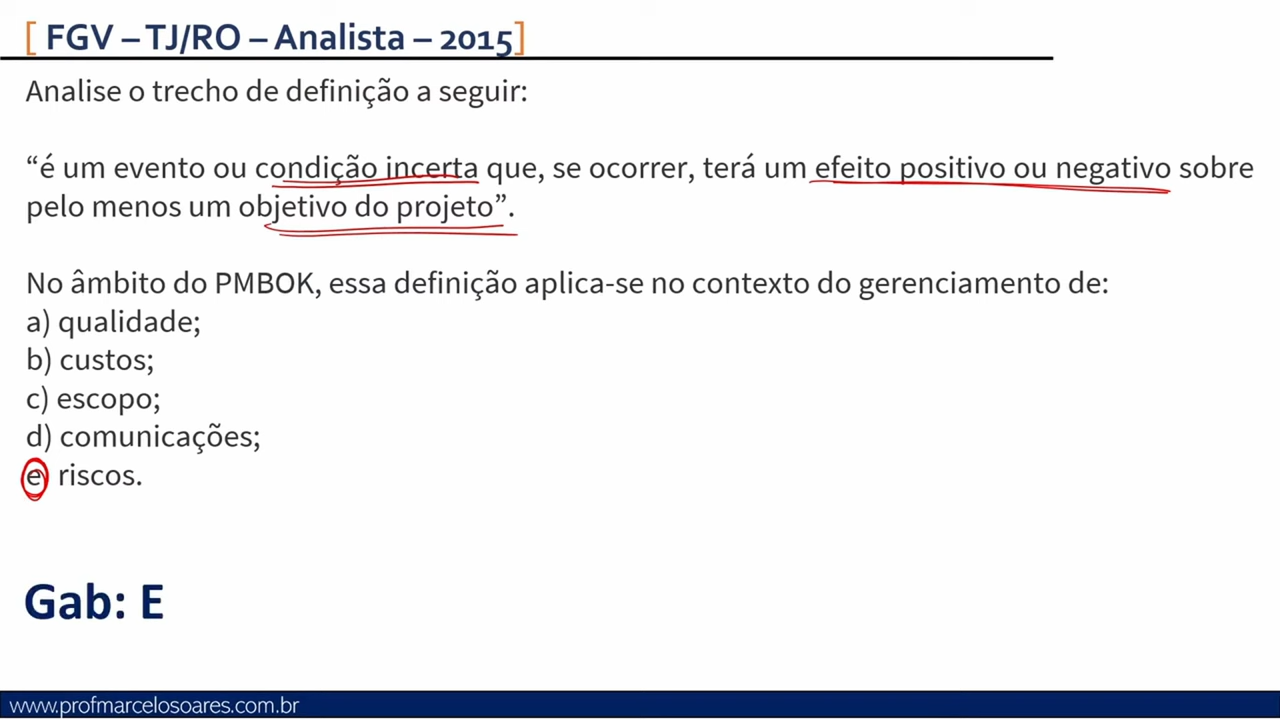 [ FGV – TJ/RO – Analista – 2015]
Analise o trecho de definição a seguir:
“é um evento ou condição incerta que, se ocorrer, terá um efeito positivo ou negativo sobre
pelo menos um objetivo do projeto”.
No âmbito do PMBOK, essa definição aplica-se no contexto do gerenciamento de:
a) qualidade;
b) custos;
c) escopo;
d) comunicações;
e) riscos.
Gab: E
www.profmarcelosoares.com.br